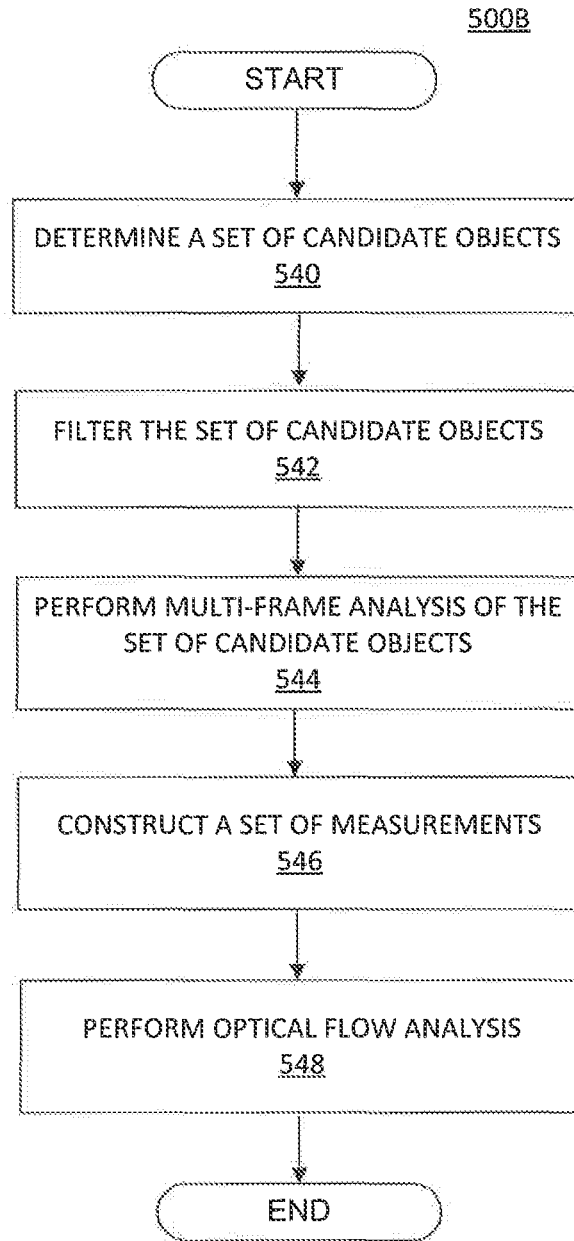 500B
START
DETERMINE A SET OF CANDIDATE OBJECTS
540
FILTER THE SET OF CANDIDATE OBJECTS
542
PERFORM MULTI-FRAME ANALYSIS OF THE
SET OF CANDIDATE OBJECTS
544
CONSTRUCT A SET OF MEASUREMENTS
546
PERFORM OPTICAL FLOW ANALYSIS
548
END